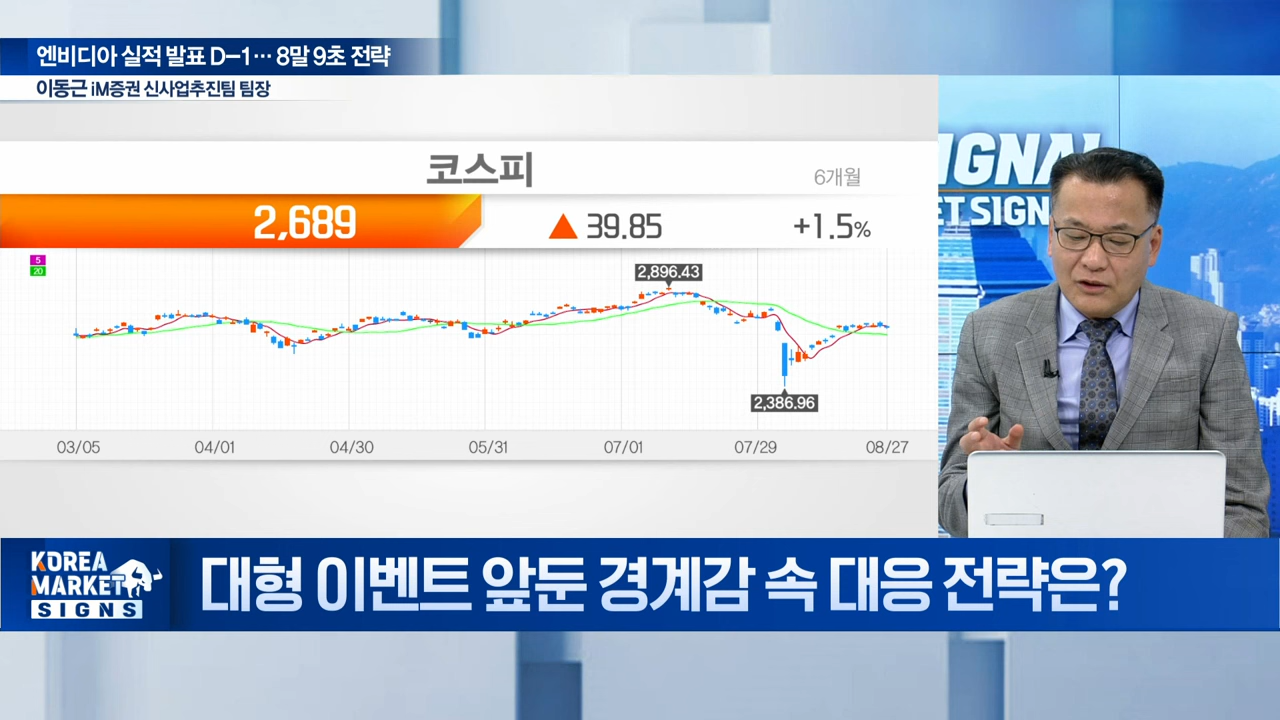 엔비디아 실적 발표 D-1… 8말 9초 전략
이동근 iM증권 신사업추진팀 팀장
코스피
6개월
2,689 ▲ 39.85 +1.5%
5
20
2,896.43
2,386.96
03/05 04/01 04/30 05/31 07/01 07/29 08/27
IGNAL
ET SIGN
KOREA
MARKET
SIGNS
대형 이벤트 앞둔 경계감 속 대응 전략은?